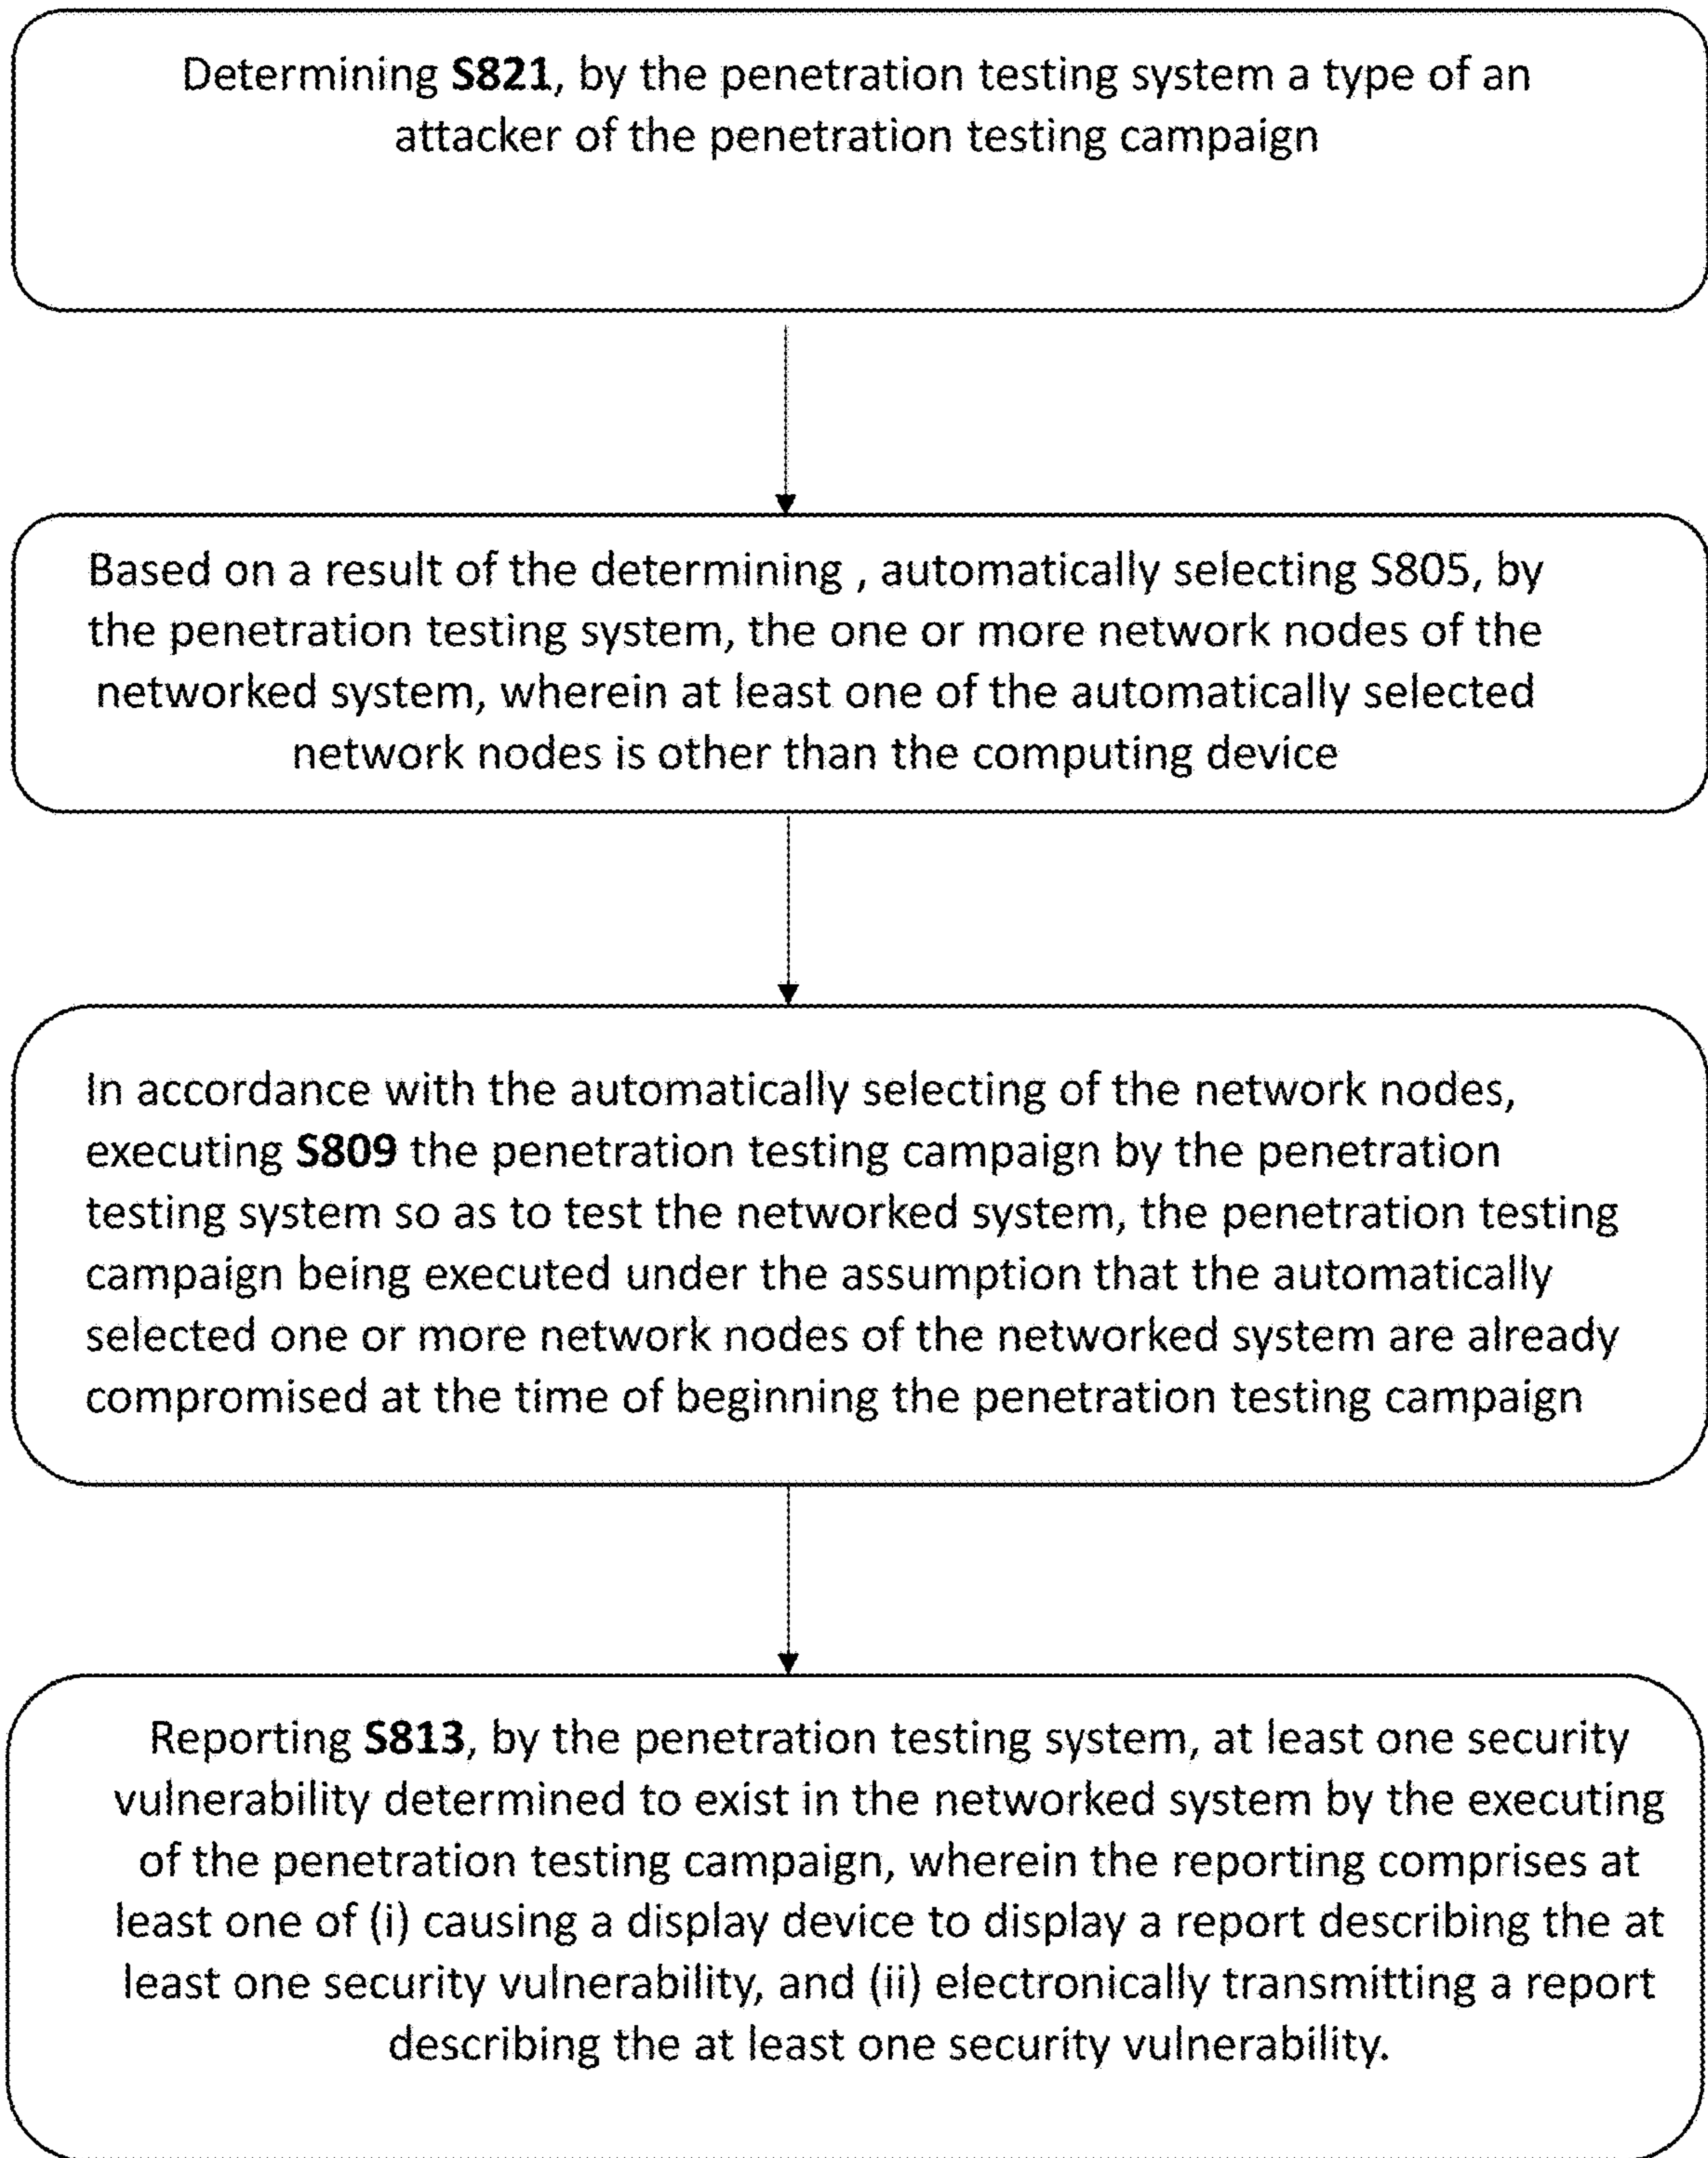 Determining S821, by the penetration testing system a type of an
attacker of the penetration testing campaign
Based on a result of the determining , automatically selecting S805, by
the penetration testing system, the one or more network nodes of the
networked system, wherein at least one of the automatically selected
network nodes is other than the computing device
In accordance with the automatically selecting of the network nodes,
executing S809 the penetration testing campaign by the penetration
testing system so as to test the networked system, the penetration testing
campaign being executed under the assumption that the automatically
selected one or more network nodes of the networked system are already
compromised at the time of beginning the penetration testing campaign
Reporting S813, by the penetration testing system, at least one security
vulnerability determined to exist in the networked system by the executing
of the penetration testing campaign, wherein the reporting comprises at
least one of (i) causing a display device to display a report describing the at
least one security vulnerability, and (ii) electronically transmitting a report
describing the at least one security vulnerability.